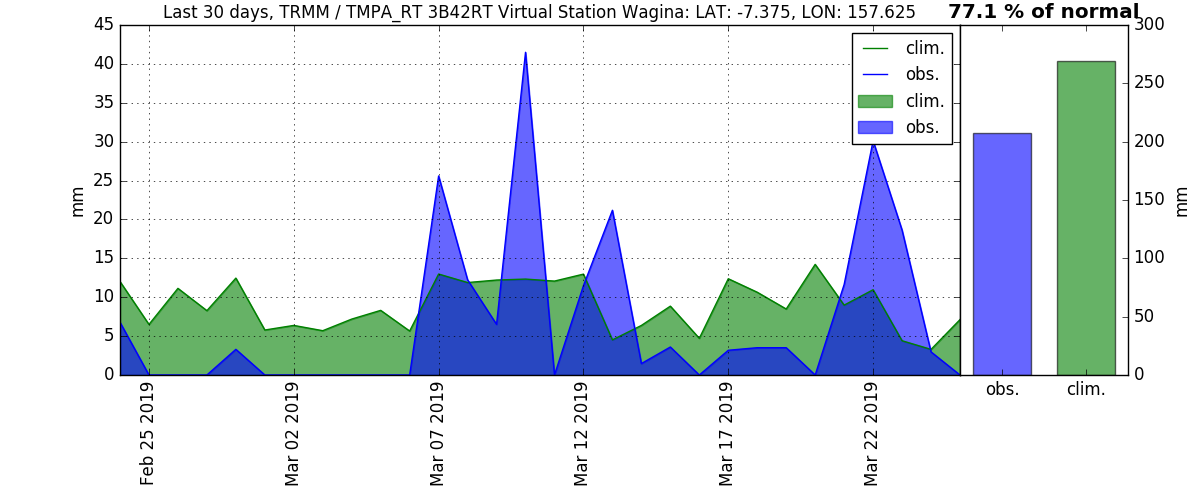 Last 30 days, TRMM / TMPA_RT 3B42RT Virtual Station Wagina: LAT: -7.375, LON: 157.625
77.1 % of normal
45
40
35
30
25
20
15
10
5
0
mm
clim.
obs.
clim.
obs.
300
250
200
150
100
50
0
mm
Feb 25 2019
Mar 02 2019
Mar 07 2019
Mar 12 2019
Mar 17 2019
Mar 22 2019
obs.
clim.